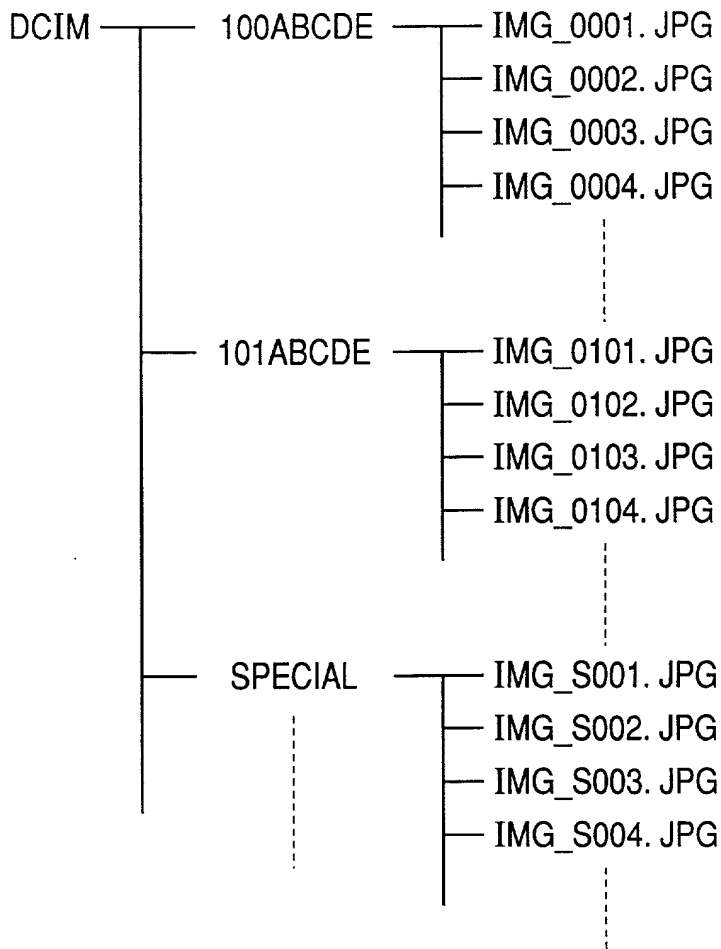 DCIM 100ABCDE IMG_0001. JPG
IMG_0002. JPG
IMG_0003. JPG
IMG_0004. JPG
101ABCDE IMG_0101. JPG
IMG_0102. JPG
IMG_0103. JPG
IMG_0104. JPG
SPECIAL IMG_S001. JPG
IMG_S002. JPG
IMG_S003. JPG
IMG_S004. JPG